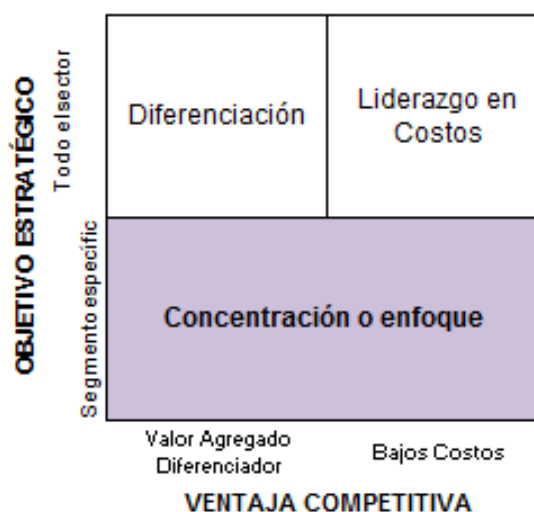 OBJETIVO ESTRATÉGICO
Todo elsector
Segmento específic
Diferenciación
Liderazgo en
Costos
Concentración o enfoque
Valor Agregado
Diferenciador
Bajos Costos
VENTAJA COMPETITIVA